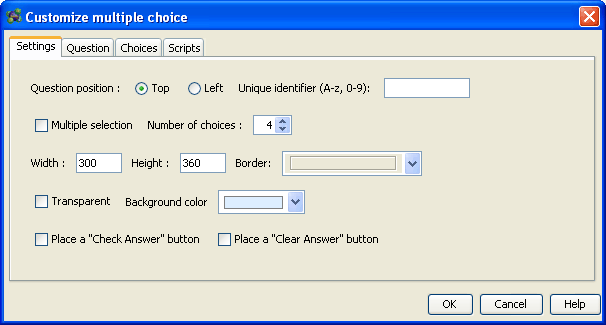 Customize multiple choice
Settings Question Choices Scripts
Question position : Top Left Unique identifier (A-z, 0-9):
Multiple selection Number of choices : 4
Width : 300 Height : 360 Border:
Transparent Background color
Place a "Check Answer" button Place a "Clear Answer" button
OK Cancel Help